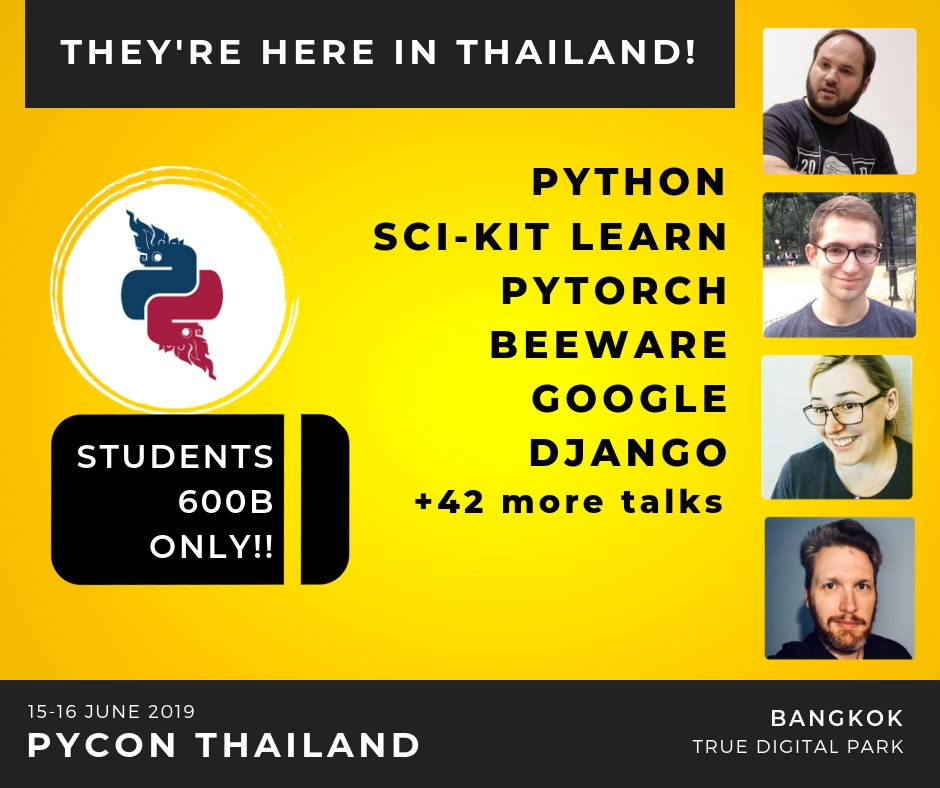 THEY'RE HERE IN THAILAND!
PYTHON
SCI-KIT LEARN
PYTORCH
BEEWARE
GOOGLE
DJANGO
+42 more talks
STUDENTS
600B
ONLY!!
15-16 JUNE 2019
PYCON THAILAND
BANGKOK
TRUE DIGITAL PARK